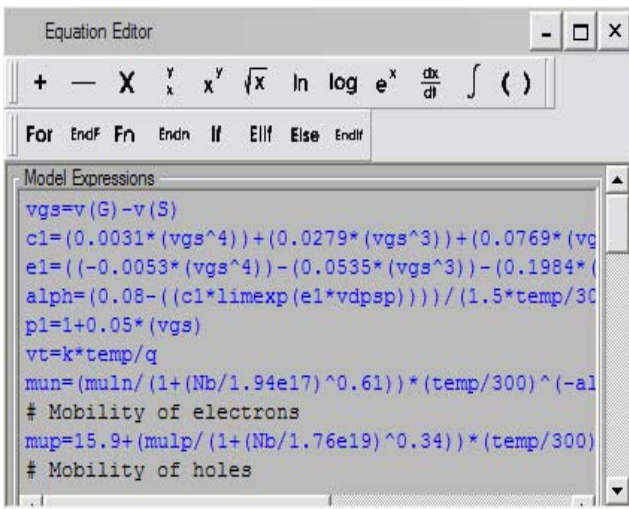 Equation Editor
+ — X Y x x^y √x ln log e^x dx dt ∫ ( )
For EndF Fn Endn If Elif Else EndIf
Model Expressions
vgs=v(G)-v(S)
c1=(0.0031*(vgs^4))+(0.0279*(vgs^3))+(0.0769*(vg
e1=((-0.0053*(vgs^4))-(0.0535*(vgs^3))-(0.1984*(
alph=(0.08-((c1*limexp(e1*vdpsp))))/(1.5*temp/30
p1=1+0.05*(vgs)
vt=k*temp/q
mun=(muln/(1+(Nb/1.94e17)^0.61))*(temp/300)^(-al
# Mobility of electrons
mup=15.9+(mulp/(1+(Nb/1.76e19)^0.34))*(temp/300)
# Mobility of holes